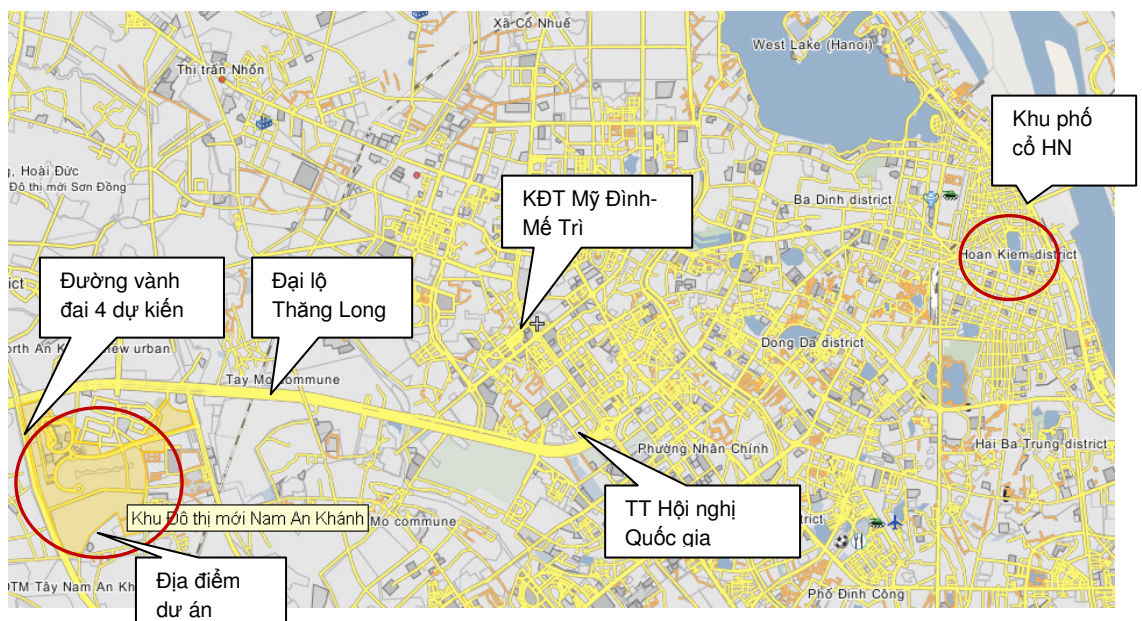 Xã Cổ Nhuế
West Lake (Hanoi)
Thị trấn Nhổn
Khu phố
cổ HN
, Hoài Đức
Đô thị mới Sơn Đồng
KĐT Mỹ Đình-
Mế Trì
Ba Dinh district
Hoan Kiem district
Đường vành
đai 4 dự kiến
Đại lộ
Thăng Long
Dong Da district
new urban
Tay Mo commune
Phường Nhân Chính
Hai Ba Trung district
TT Hội nghị
Quốc gia
Khu Đô thị mới Nam An Khánh
Mo commune
Địa điểm
dự án
ĐTM Tây Nam An Kh
Phố Định Công